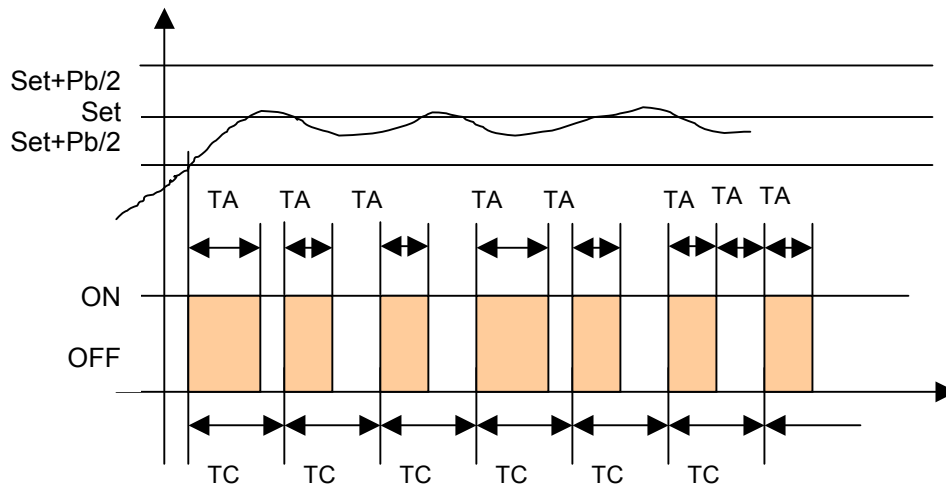 Set+Pb/2
Set
Set+Pb/2
TA TA TA TA TA TA TA TA
ON
OFF
TC TC TC TC TC TC